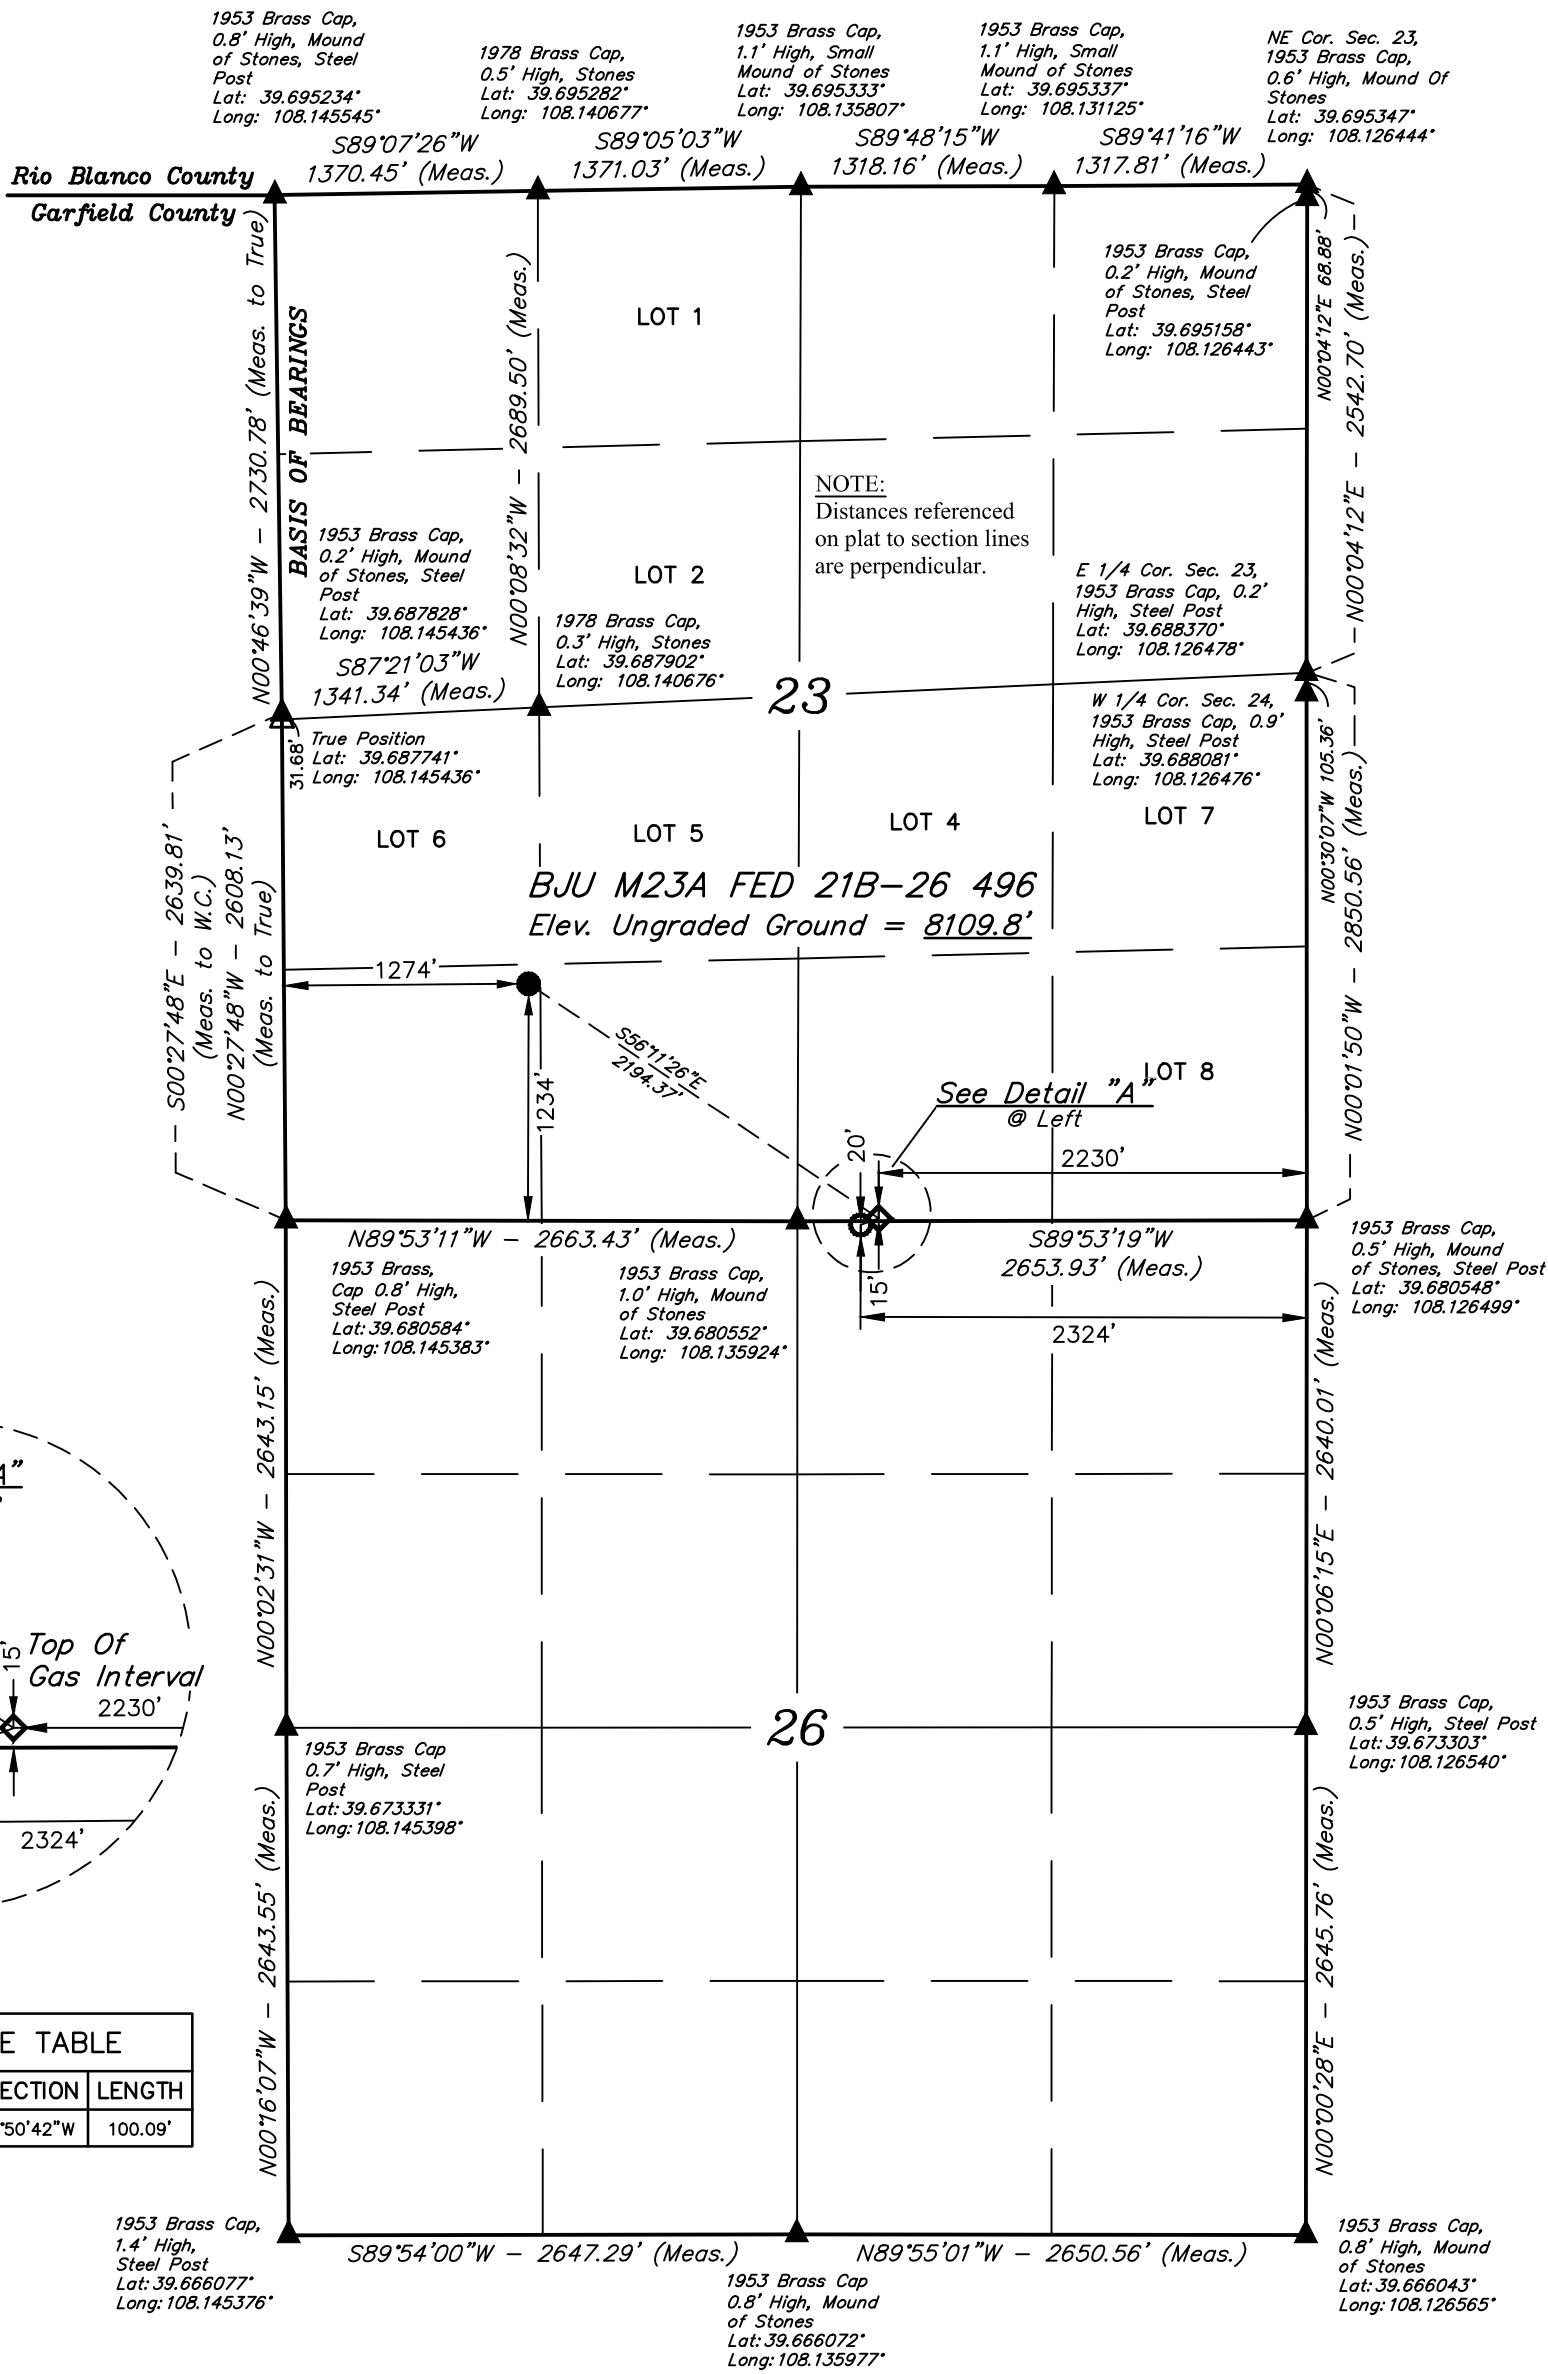 1953 Brass Cap,
0.8' High, Mound
of Stones, Steel
Post
Lat: 39.695234°
Long: 108.145545°
1978 Brass Cap,
0.5' High, Stones
Lat: 39.695282°
Long: 108.140677°
1953 Brass Cap,
1.1' High, Small
Mound of Stones
Lat: 39.695333°
Long: 108.135807°
1953 Brass Cap,
1.1' High, Small
Mound of Stones
Lat: 39.695337°
Long: 108.131125°
NE Cor. Sec. 23,
1953 Brass Cap,
0.6' High, Mound Of
Stones
Lat: 39.695347°
Long: 108.126444°
S89°07'26"W
1370.45' (Meas.)
S89°05'03"W
1371.03' (Meas.)
S89°48'15"W
1318.16' (Meas.)
S89°41'16"W
1317.81' (Meas.)
Rio Blanco County
Garfield County
N00°46'39"W - 2730.78' (Meas. to True)
BASIS OF BEARINGS
N00°08'32"W - 2689.50' (Meas.)
LOT 1
1953 Brass Cap,
0.2' High, Mound
of Stones, Steel
Post
Lat: 39.695158°
Long: 108.126443°
N00°04'12"E 68.88'
N00°04'12"E - 2542.70' (Meas.)
NOTE:
Distances referenced
on plat to section lines
are perpendicular.
1953 Brass Cap,
0.2' High, Mound
of Stones, Steel
Post
Lat: 39.687828°
Long: 108.145436°
S87°21'03"W
1341.34' (Meas.)
LOT 2
1978 Brass Cap,
0.3' High, Stones
Lat: 39.687902°
Long: 108.140676°
E 1/4 Cor. Sec. 23,
1953 Brass Cap, 0.2'
High, Steel Post
Lat: 39.688370°
Long: 108.126478°
23
W 1/4 Cor. Sec. 24,
1953 Brass Cap, 0.9'
High, Steel Post
Lat: 39.688081°
Long: 108.126476°
31.68'
True Position
Lat: 39.687741°
Long: 108.145436°
N00°30'07"W 105.36'
N00°01'50"W - 2850.56' (Meas.)
S00°27'48"E - 2639.81'
(Meas. to W.C.)
N00°27'48"W - 2608.13'
(Meas. to True)
LOT 6
LOT 5
LOT 4
LOT 7
BJU M23A FED 21B-26 496
Elev. Ungraded Ground = 8109.8'
1274'
1234'
S56°11'26"E
2194.37'
LOT 8
See Detail "A"
@ Left
20'
2230'
15'
2324'
N89°53'11"W - 2663.43' (Meas.)
S89°53'19"W
2653.93' (Meas.)
1953 Brass,
Cap 0.8' High,
Steel Post
Lat: 39.680584°
Long: 108.145383°
1953 Brass Cap,
1.0' High, Mound
of Stones
Lat: 39.680552°
Long: 108.135924°
1953 Brass Cap,
0.5' High, Mound
of Stones, Steel Post
Lat: 39.680548°
Long: 108.126499°
N00°02'31"W - 2643.15' (Meas.)
N00°06'15"E - 2640.01' (Meas.)
A"
15'
Top Of
Gas Interval
2230'
2324'
26
1953 Brass Cap
0.7' High, Steel
Post
Lat: 39.673331°
Long: 108.145398°
1953 Brass Cap,
0.5' High, Steel Post
Lat: 39.673303°
Long: 108.126540°
N00°16'07"W - 2643.55' (Meas.)
N00°00'28"E - 2645.76' (Meas.)
E TABLE
ECTION LENGTH
°50'42"W 100.09'
S89°54'00"W - 2647.29' (Meas.)
N89°55'01"W - 2650.56' (Meas.)
1953 Brass Cap,
1.4' High,
Steel Post
Lat: 39.666077°
Long: 108.145376°
1953 Brass Cap
0.8' High, Mound
of Stones
Lat: 39.666072°
Long: 108.135977°
1953 Brass Cap,
0.8' High, Mound
of Stones
Lat: 39.666043°
Long: 108.126565°